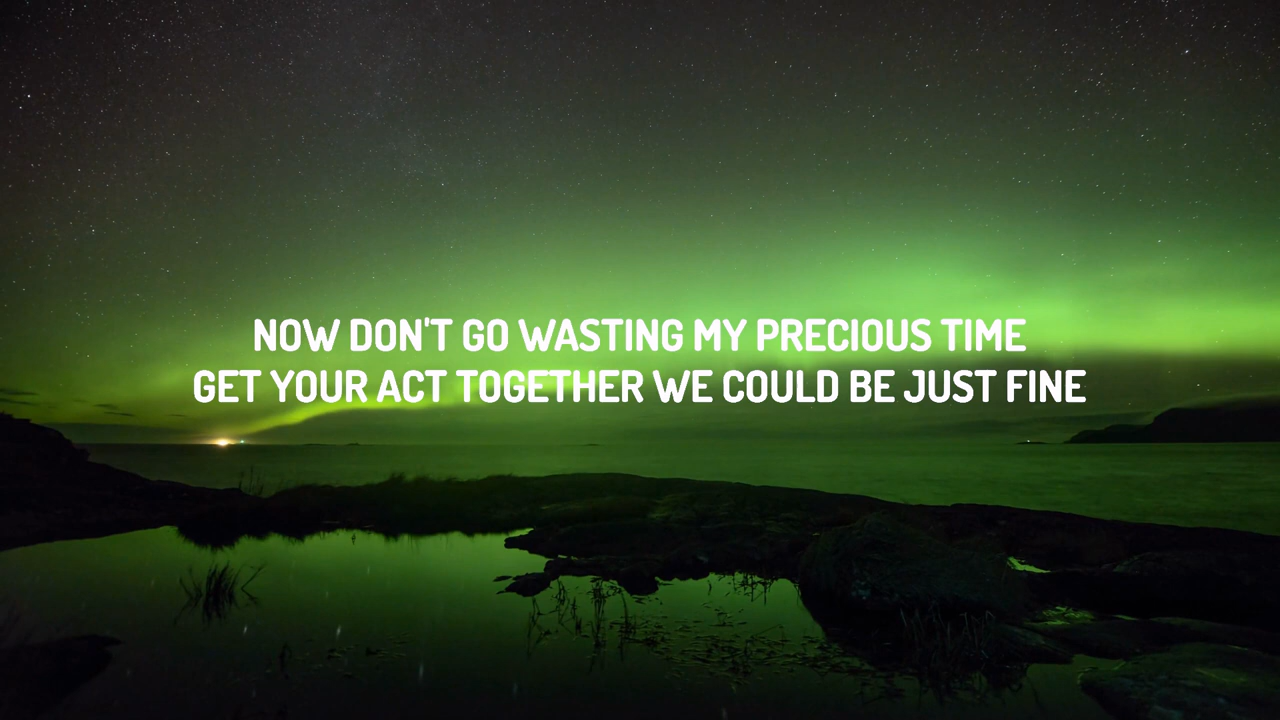 NOW DON'T GO WASTING MY PRECIOUS TIME
GET YOUR ACT TOGETHER WE COULD BE JUST FINE